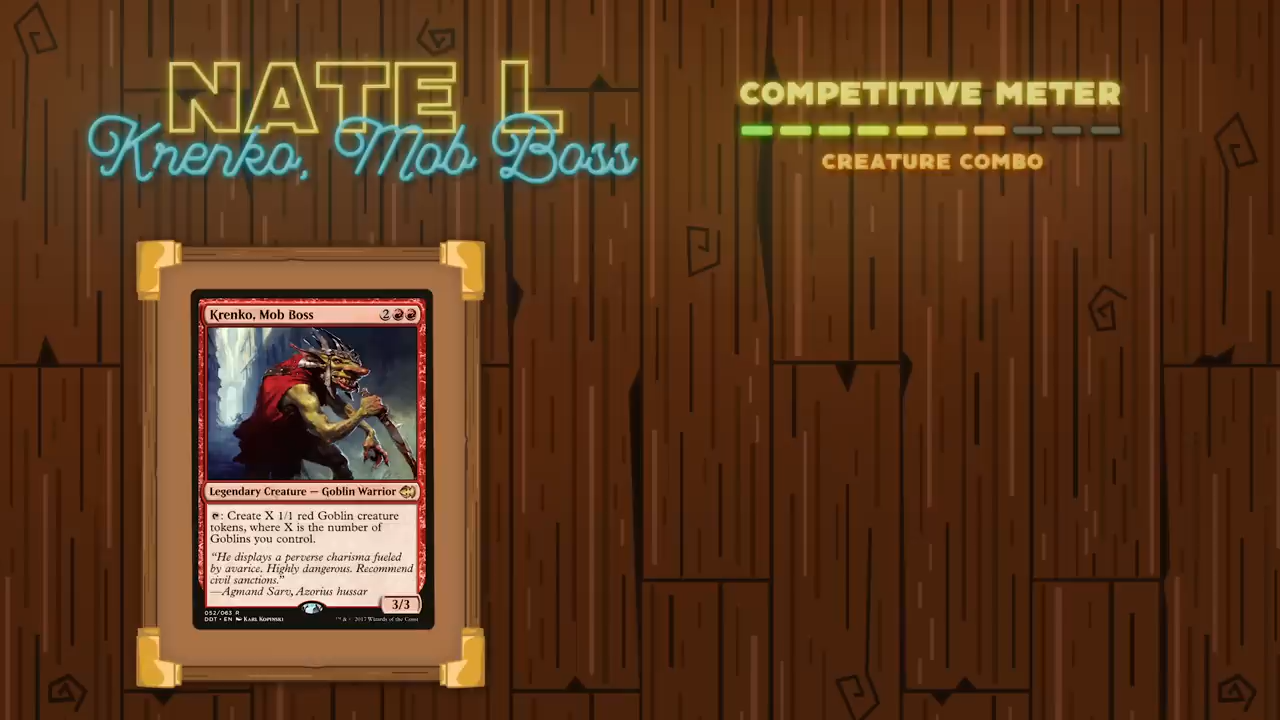 NATE L
Krenko, Mob Boss
COMPETITIVE METER
CREATURE COMBO
Krenko, Mob Boss 2
Legendary Creature — Goblin Warrior
: Create X 1/1 red Goblin creature
tokens, where X is the number of
Goblins you control.
"He displays a perverse charisma fueled
by avarice. Highly dangerous. Recommend
civil sanctions."
—Agmand Sarv, Azorius hussar
3/3
052/063 R
DDT • EN KARL KOPINSKI
™ & © 2017 Wizards of the Coast